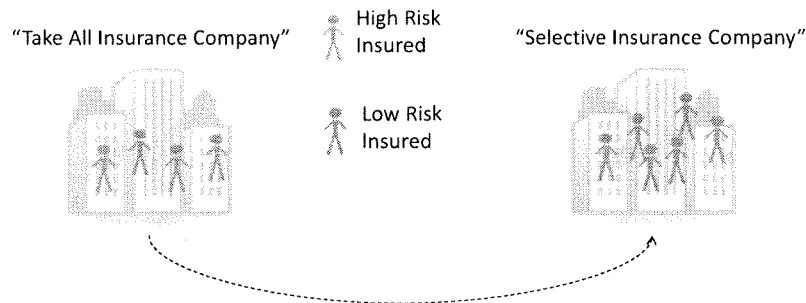 "Take All Insurance Company"
High Risk
Insured
"Selective Insurance Company"
Low Risk
Insured